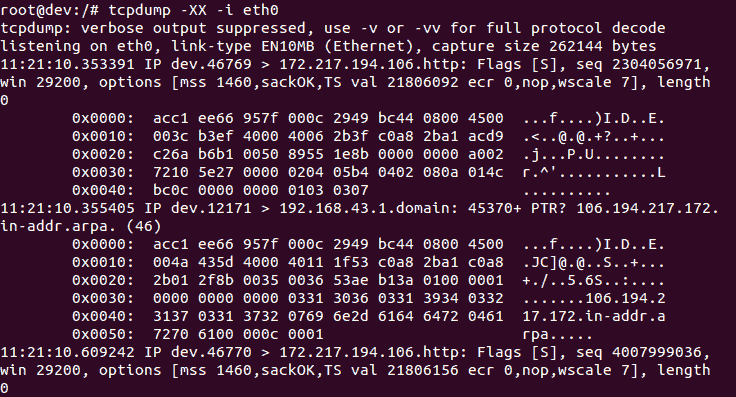 root@dev:/# tcpdump -XX -i eth0
tcpdump: verbose output suppressed, use -v or -vv for full protocol decode
listening on eth0, link-type EN10MB (Ethernet), capture size 262144 bytes
11:21:10.353391 IP dev.46769 > 172.217.194.106.http: Flags [S], seq 2304056971,
win 29200, options [mss 1460,sackOK,TS val 21806092 ecr 0,nop,wscale 7], length
0
        0x0000:  acc1 ee66 957f 000c 2949 bc44 0800 4500  ...f....)I.D..E.
        0x0010:  003c b3ef 4000 4006 2b3f c0a8 2ba1 acd9  .<..@.@.+?..+...
        0x0020:  c26a b6b1 0050 8955 1e8b 0000 0000 a002  .j...P.U........
        0x0030:  7210 5e27 0000 0204 05b4 0402 080a 014c  r.^'...........L
        0x0040:  bc0c 0000 0000 0103 0307                 ..........
11:21:10.355405 IP dev.12171 > 192.168.43.1.domain: 45370+ PTR? 106.194.217.172.
in-addr.arpa. (46)
        0x0000:  acc1 ee66 957f 000c 2949 bc44 0800 4500  ...f....)I.D..E.
        0x0010:  004a 435d 4000 4011 1f53 c0a8 2ba1 c0a8  .JC]@.@..S..+...
        0x0020:  2b01 2f8b 0035 0036 53ae b13a 0100 0001  +./..5.6S..:....
        0x0030:  0000 0000 0000 0331 3036 0331 3934 0332  .......106.194.2
        0x0040:  3137 0331 3732 0769 6e2d 6164 6472 0461  17.172.in-addr.a
        0x0050:  7270 6100 000c 0001                      rpa.....
11:21:10.609242 IP dev.46770 > 172.217.194.106.http: Flags [S], seq 4007999036,
win 29200, options [mss 1460,sackOK,TS val 21806156 ecr 0,nop,wscale 7], length
0